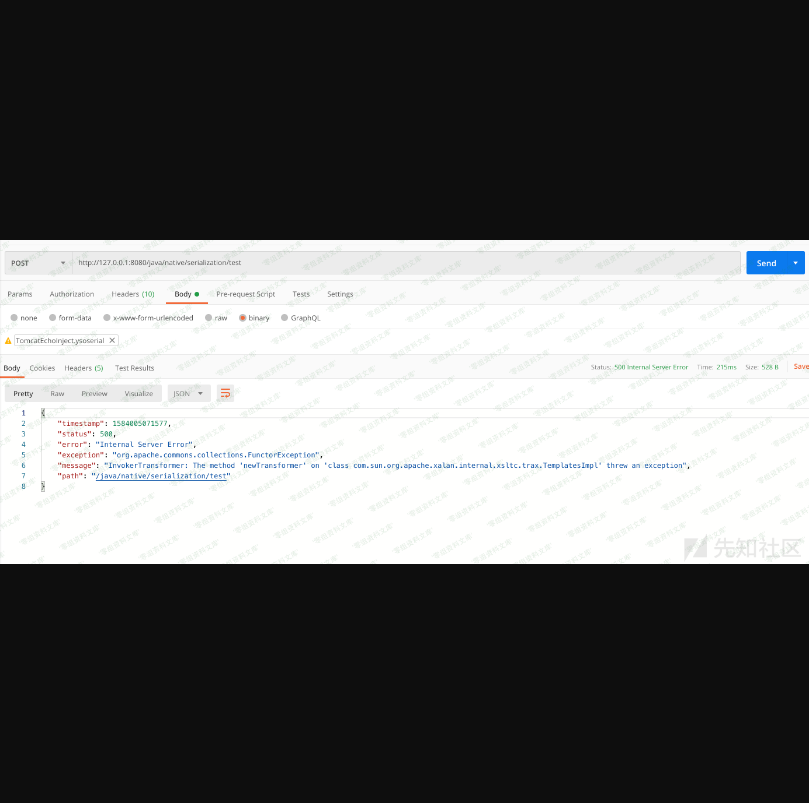 POST http://127.0.0.1:8080/java/native/serialization/test Send
Params Authorization Headers (10) Body Pre-request Script Tests Settings
none form-data x-www-form-urlencoded raw binary GraphQL
TomcatEchoInject.ysoserial ✕
Body Cookies Headers (5) Test Results Status: 500 Internal Server Error Time: 215ms Size: 528 B Save
Pretty Raw Preview Visualize JSON
1 {
2 "timestamp": 1584005071577,
3 "status": 500,
4 "error": "Internal Server Error",
5 "exception": "org.apache.commons.collections.FunctorException",
6 "message": "InvokerTransformer: The method 'newTransformer' on 'class com.sun.org.apache.xalan.internal.xsltc.trax.TemplatesImpl' threw an exception",
7 "path": "/java/native/serialization/test"
8 }
先知社区